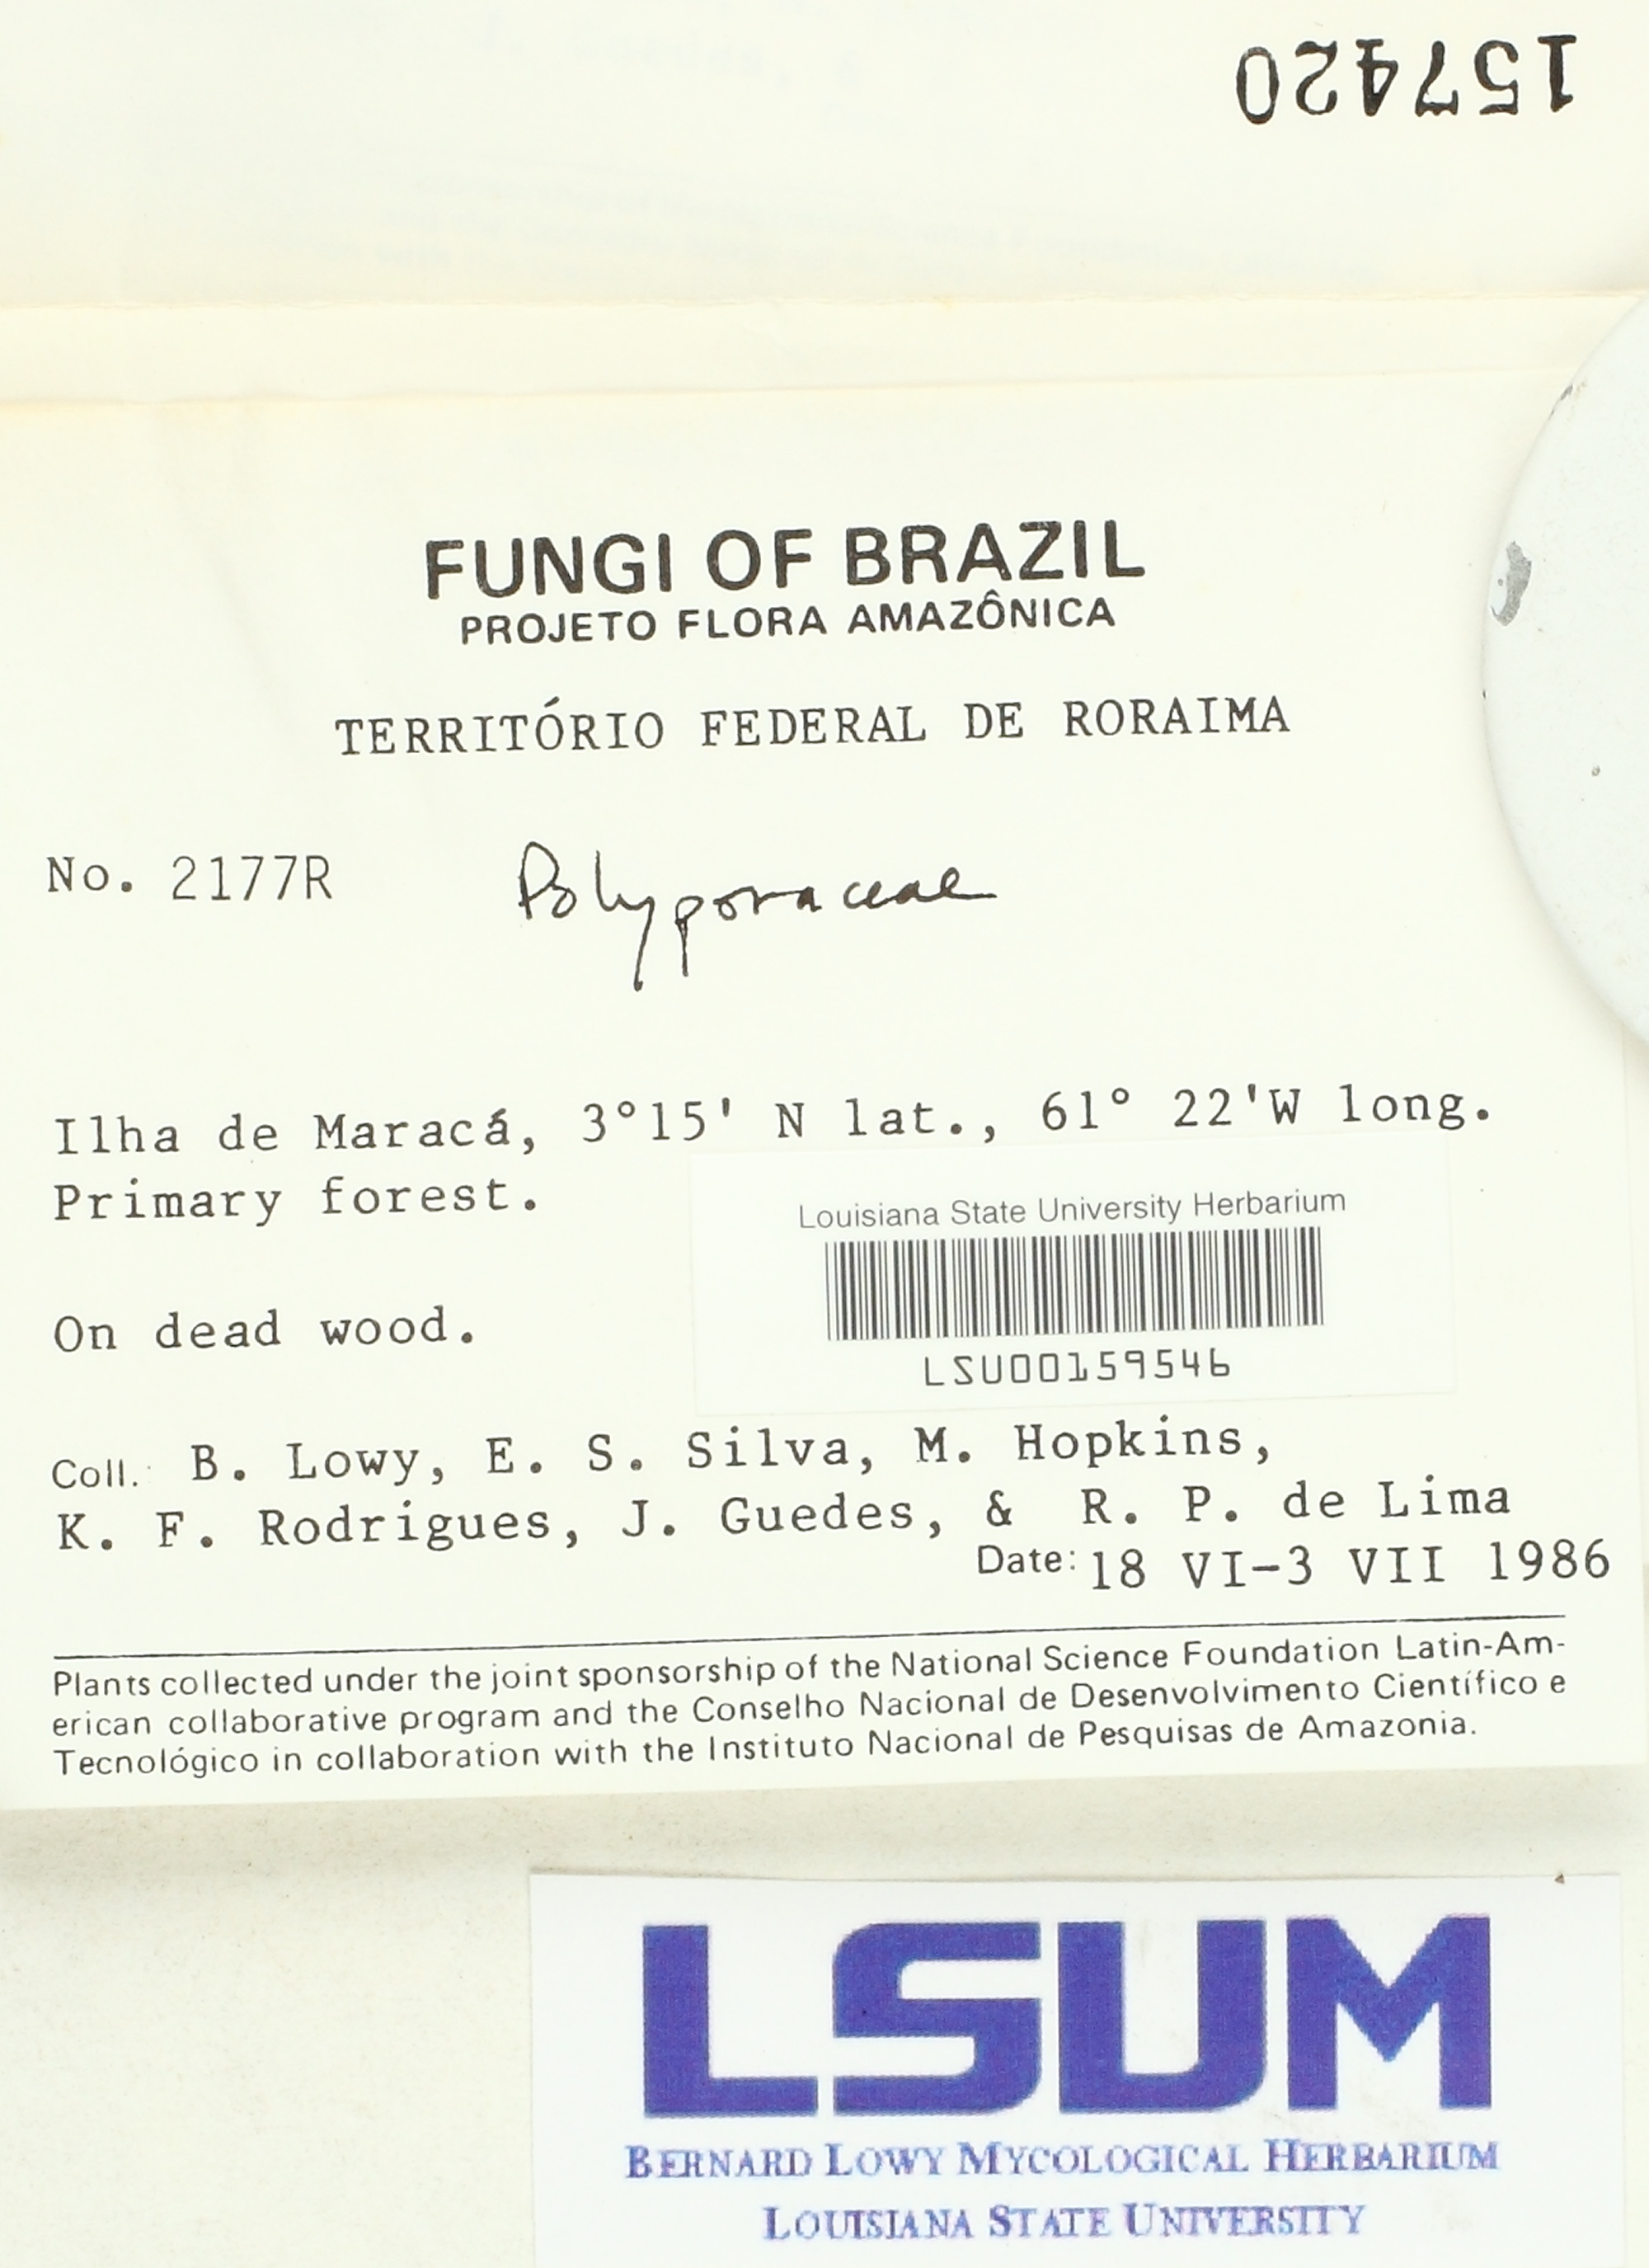 157420
FUNGI OF BRAZIL
PROJETO FLORA AMAZÔNICA
TERRITÓRIO FEDERAL DE RORAIMA
No. 2177R Polyporaceae
Ilha de Maracá, 3°15' N lat., 61° 22'W long.
Primary forest.
Louisiana State University Herbarium
On dead wood.
LSU00159546
Coll.: B. Lowy, E. S. Silva, M. Hopkins,
K. F. Rodrigues, J. Guedes, & R. P. de Lima
Date: 18 VI-3 VII 1986
Plants collected under the joint sponsorship of the National Science Foundation Latin-Am-
erican collaborative program and the Conselho Nacional de Desenvolvimento Científico e
Tecnológico in collaboration with the Instituto Nacional de Pesquisas de Amazonia.
LSUM
BERNARD LOWY MYCOLOGICAL HERBARIUM
LOUISIANA STATE UNIVERSITY